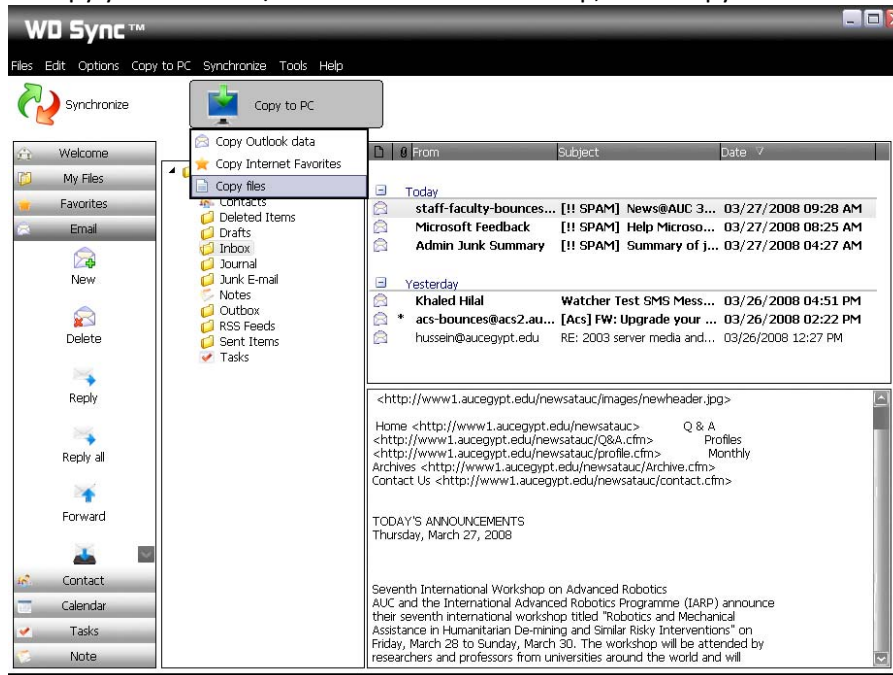 WD Sync™
Files Edit Options Copy to PC Synchronize Tools Help
Synchronize Copy to PC
Copy Outlook data
Copy Internet Favorites
Copy files
Welcome
My Files
Favorites
Email
New
Delete
Reply
Reply all
Forward
Contact
Calendar
Tasks
Note
Contacts
Deleted Items
Drafts
Inbox
Journal
Junk E-mail
Notes
Outbox
RSS Feeds
Sent Items
Tasks
From Subject Date
Today
staff-faculty-bounces... [!! SPAM] News@AUC 3... 03/27/2008 09:28 AM
Microsoft Feedback [!! SPAM] Help Microso... 03/27/2008 08:25 AM
Admin Junk Summary [!! SPAM] Summary of j... 03/27/2008 04:27 AM
Yesterday
Khaled Hilal Watcher Test SMS Mess... 03/26/2008 04:51 PM
* acs-bounces@acs2.au... [Acs] FW: Upgrade your ... 03/26/2008 02:22 PM
hussein@aucegypt.edu RE: 2003 server media and... 03/26/2008 12:27 PM
<http://www1.aucegypt.edu/newsatauc/images/newheader.jpg>
Home <http://www1.aucegypt.edu/newsatauc> Q & A
<http://www1.aucegypt.edu/newsatauc/Q&A.cfm> Profiles
<http://www1.aucegypt.edu/newsatauc/profile.cfm> Monthly
Archives <http://www1.aucegypt.edu/newsatauc/Archive.cfm>
Contact Us <http://www1.aucegypt.edu/newsatauc/contact.cfm>
TODAY'S ANNOUNCEMENTS
Thursday, March 27, 2008
Seventh International Workshop on Advanced Robotics
AUC and the International Advanced Robotics Programme (IARP) announce
their seventh international workshop titled "Robotics and Mechanical
Assistance in Humanitarian De-mining and Similar Risky Interventions" on
Friday, March 28 to Sunday, March 30. The workshop will be attended by
researchers and professors from universities around the world and will